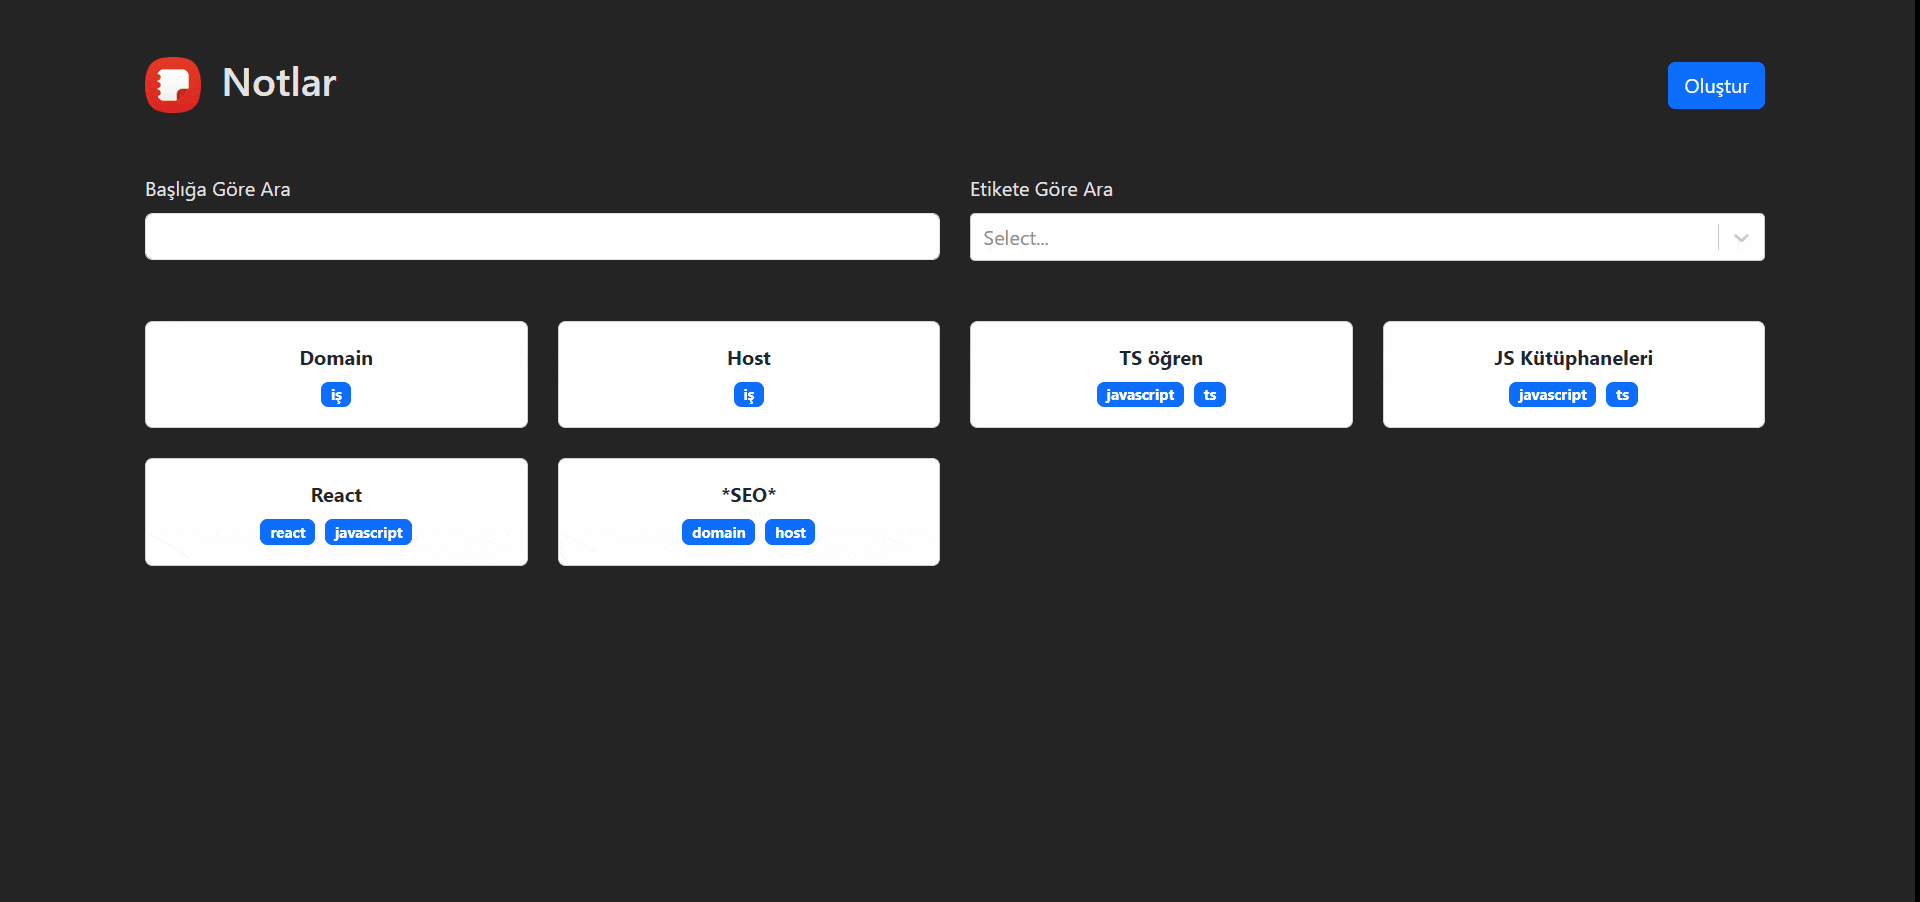 Notlar
Oluştur
Başlığa Göre Ara
Etikete Göre Ara
Select...
Domain
iş
Host
iş
TS öğren
javascript ts
JS Kütüphaneleri
javascript ts
React
react javascript
*SEO*
domain host